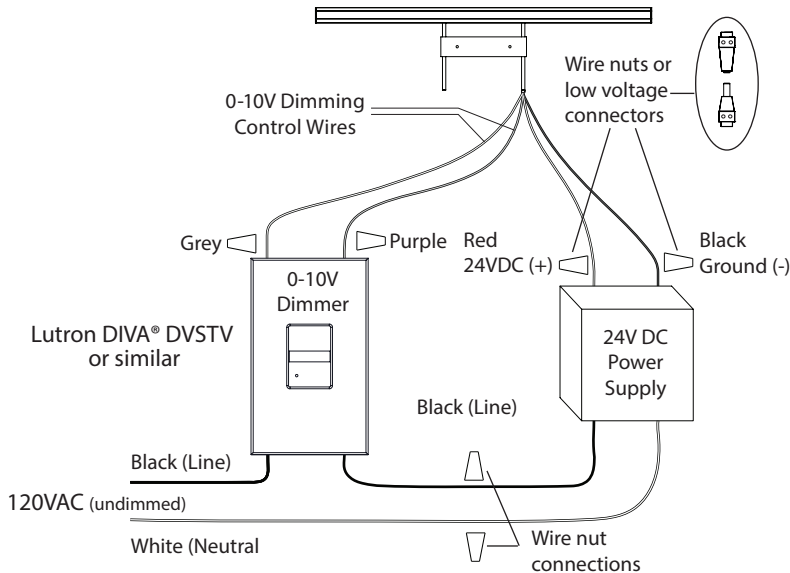 0-10V Dimming
Control Wires
Wire nuts or
low voltage
connectors
Grey
Purple
Red
24VDC (+)
Black
Ground (-)
0-10V
Dimmer
Lutron DIVA® DVSTV
or similar
24V DC
Power
Supply
Black (Line)
Black (Line)
120VAC (undimmed)
White (Neutral
Wire nut
connections